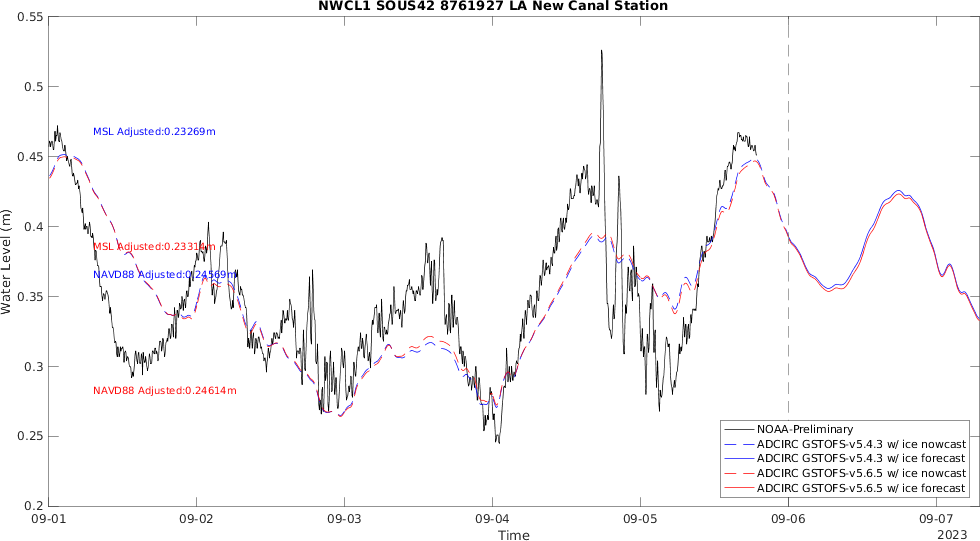 NWCL1 SOUS42 8761927 LA New Canal Station
0.55
0.5
0.45
0.4
0.35
0.3
0.25
0.2
Water Level (m)
MSL Adjusted:0.23269m
MSL Adjusted:0.23314m
NAVD88 Adjusted:0.24569m
NAVD88 Adjusted:0.24614m
NOAA-Preliminary
ADCIRC GSTOFS-v5.4.3 w/ ice nowcast
ADCIRC GSTOFS-v5.4.3 w/ ice forecast
ADCIRC GSTOFS-v5.6.5 w/ ice nowcast
ADCIRC GSTOFS-v5.6.5 w/ ice forecast
09-01 09-02 09-03 09-04 09-05 09-06 09-07
Time
2023